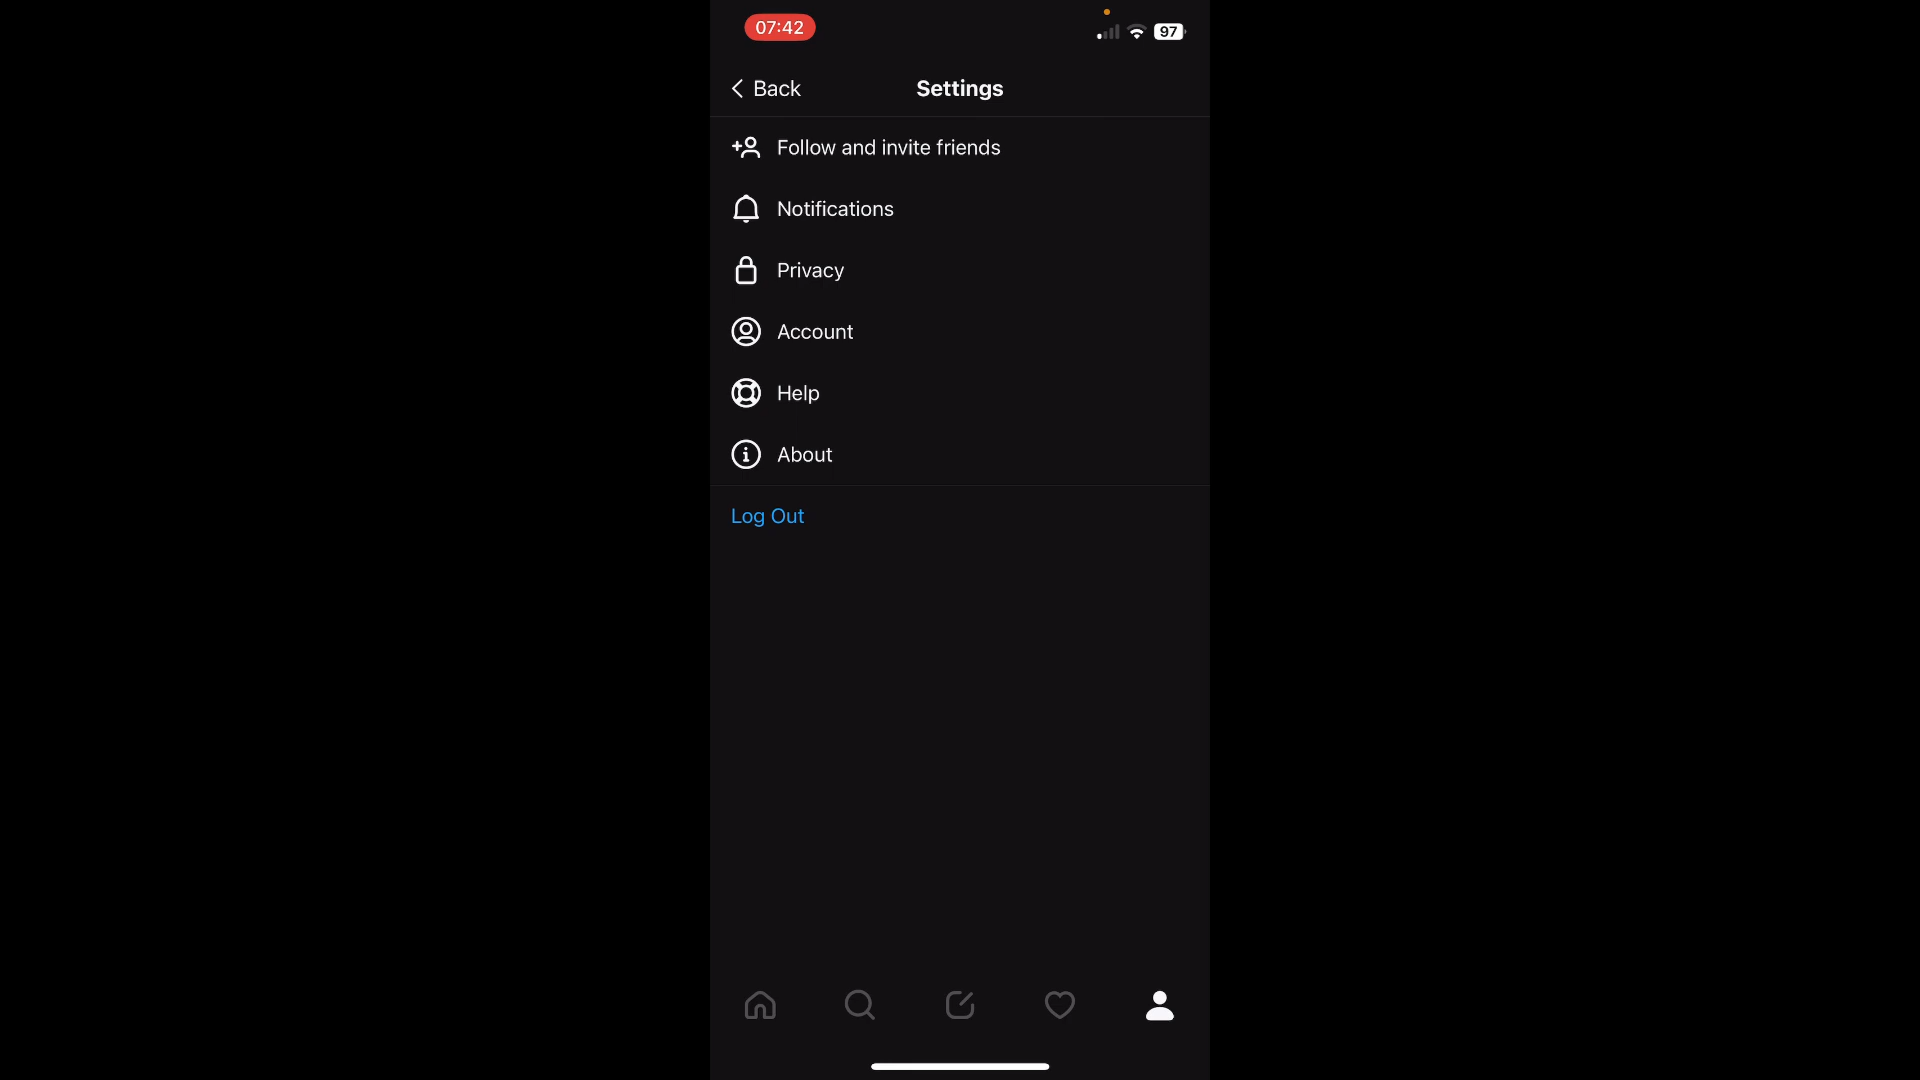 07:42
97
Back
Settings
Follow and invite friends
Notifications
Privacy
Account
Help
About
Log Out